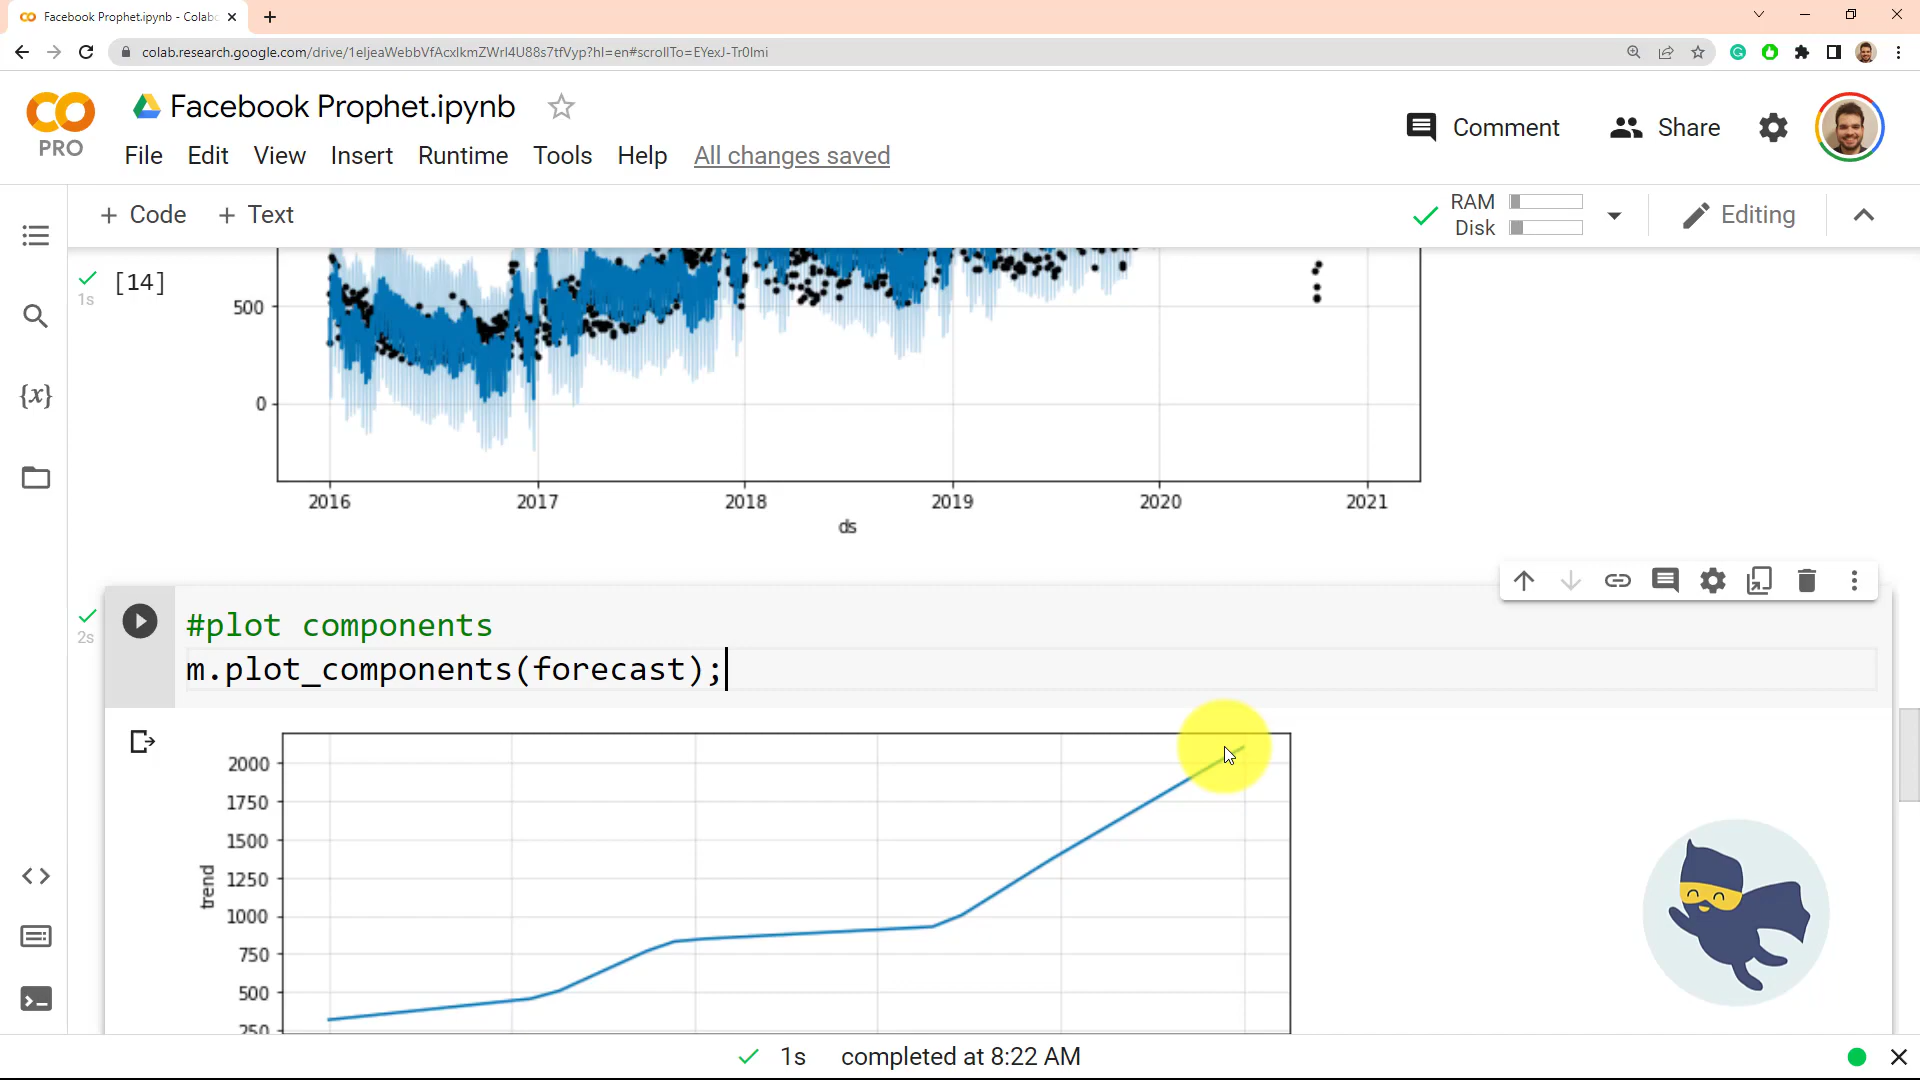 Facebook Prophet.ipynb - Colab
colab.research.google.com/drive/1eljeaWebbVfAcxlkmZWrl4U88s7tfVyp?hl=en#scrollTo=EYexJ-Tr0lmi
Facebook Prophet.ipynb
PRO
File Edit View Insert Runtime Tools Help All changes saved
Comment
Share
+ Code + Text
RAM
Disk
Editing
{x}
1s
[14]
500
0
2016 2017 2018 2019 2020 2021
ds
2s
#plot components
m.plot_components(forecast);
trend
2000
1750
1500
1250
1000
750
500
250
1s completed at 8:22 AM